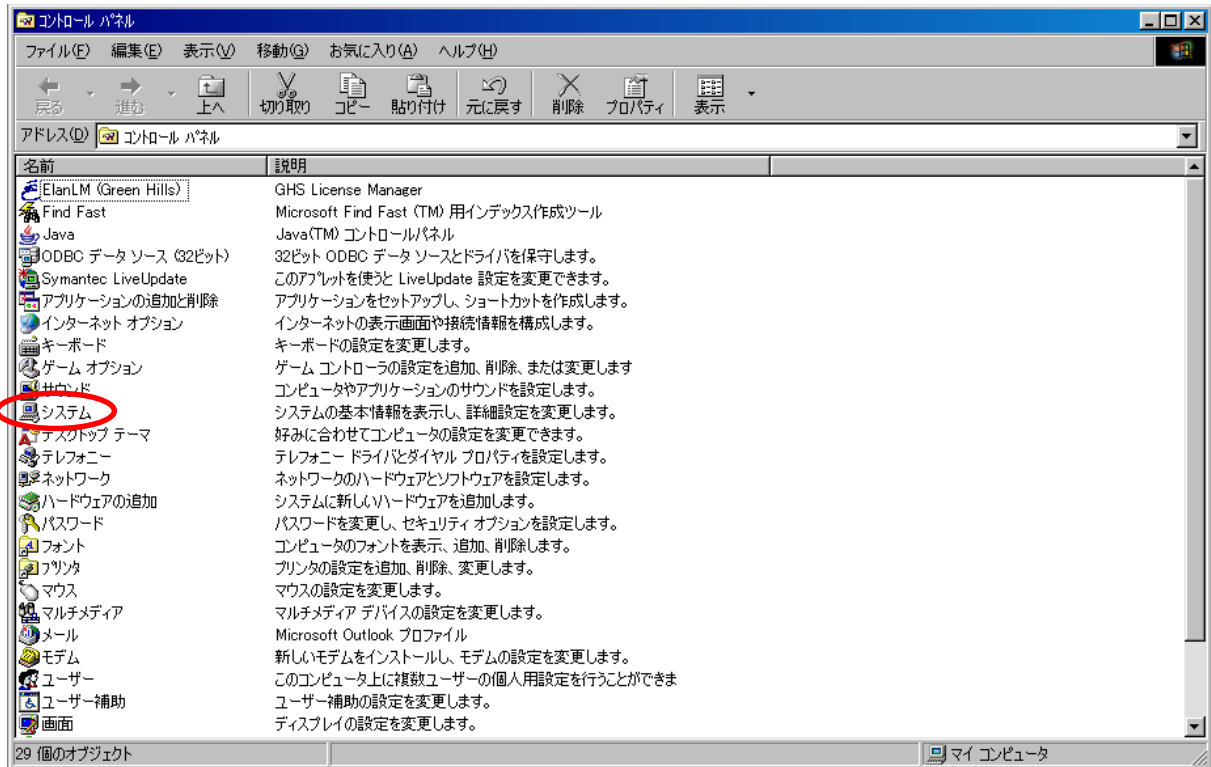 コントロール パネル
ファイル(F) 編集(E) 表示(V) 移動(G) お気に入り(A) ヘルプ(H)
戻る 進む 上へ 切り取り コピー 貼り付け 元に戻す 削除 プロパティ 表示
アドレス(D) コントロール パネル
名前 説明
ElanLM (Green Hills) GHS License Manager
Find Fast Microsoft Find Fast (TM) 用インデックス作成ツール
Java Java(TM) コントロールパネル
ODBC データ ソース (32ビット) 32ビット ODBC データ ソースとドライバを保守します。
Symantec LiveUpdate このアプレットを使うと LiveUpdate 設定を変更できます。
アプリケーションの追加と削除 アプリケーションをセットアップし、ショートカットを作成します。
インターネット オプション インターネットの表示画面や接続情報を構成します。
キーボード キーボードの設定を変更します。
ゲーム オプション ゲーム コントローラの設定を追加、削除、または変更します
サウンド コンピュータやアプリケーションのサウンドを設定します。
システム システムの基本情報を表示し、詳細設定を変更します。
デスクトップ テーマ 好みに合わせてコンピュータの設定を変更できます。
テレフォニー テレフォニー ドライバとダイヤル プロパティを設定します。
ネットワーク ネットワークのハードウェアとソフトウェアを設定します。
ハードウェアの追加 システムに新しいハードウェアを追加します。
パスワード パスワードを変更し、セキュリティ オプションを設定します。
フォント コンピュータのフォントを表示、追加、削除します。
プリンタ プリンタの設定を追加、削除、変更します。
マウス マウスの設定を変更します。
マルチメディア マルチメディア デバイスの設定を変更します。
メール Microsoft Outlook プロファイル
モデム 新しいモデムをインストールし、モデムの設定を変更します。
ユーザー このコンピュータ上に複数ユーザーの個人用設定を行うことができま
ユーザー補助 ユーザー補助の設定を変更します。
画面 ディスプレイの設定を変更します。
29 個のオブジェクト マイ コンピュータ